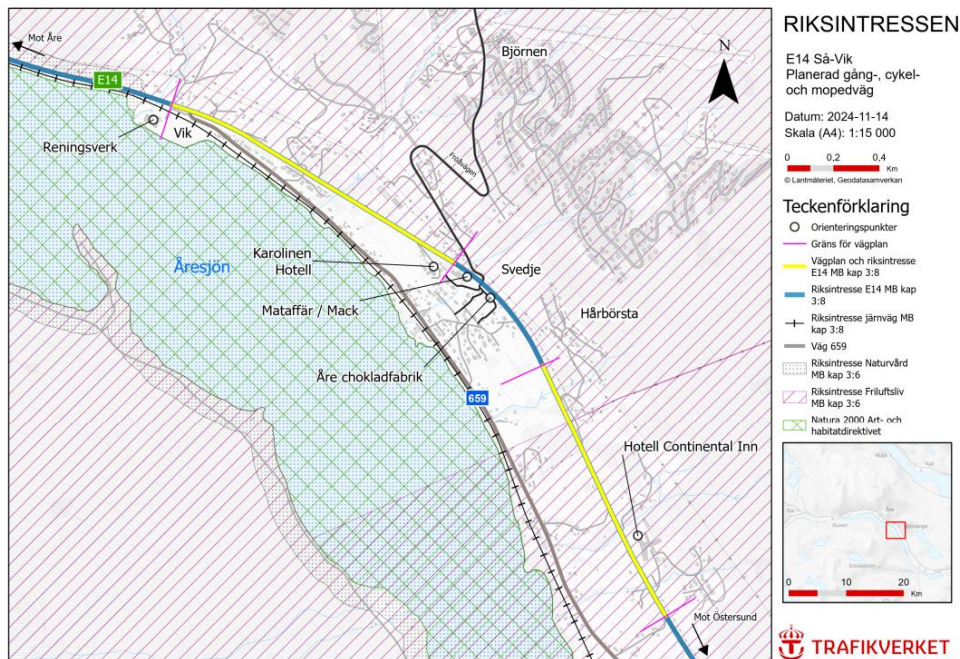 Mot Åre
E14
Reningsverk
Vik
Björnen
N
Fröåvägen
Åresjön
Karolinen
Hotell
Mataffär / Mack
Svedje
Hårbörsta
Åre chokladfabrik
659
Hotell Continental Inn
Mot Östersund
RIKSINTRESSEN
E14 Så-Vik
Planerad gång-, cykel-
och mopedväg
Datum: 2024-11-14
Skala (A4): 1:15 000
0 0,2 0,4
Km
© Lantmäteriet, Geodatasamverkan
Teckenförklaring
Orienteringspunkter
Gräns för vägplan
Vägplan och riksintresse
E14 MB kap 3:8
Riksintresse E14 MB kap
3:8
Riksintresse järnväg MB
kap 3:8
Väg 659
Riksintresse Naturvård
MB kap 3:6
Riksintresse Friluftsliv
MB kap 3:6
Natura 2000 Art- och
habitatdirektivet
Åre
0 10 20
Km
TRAFIKVERKET